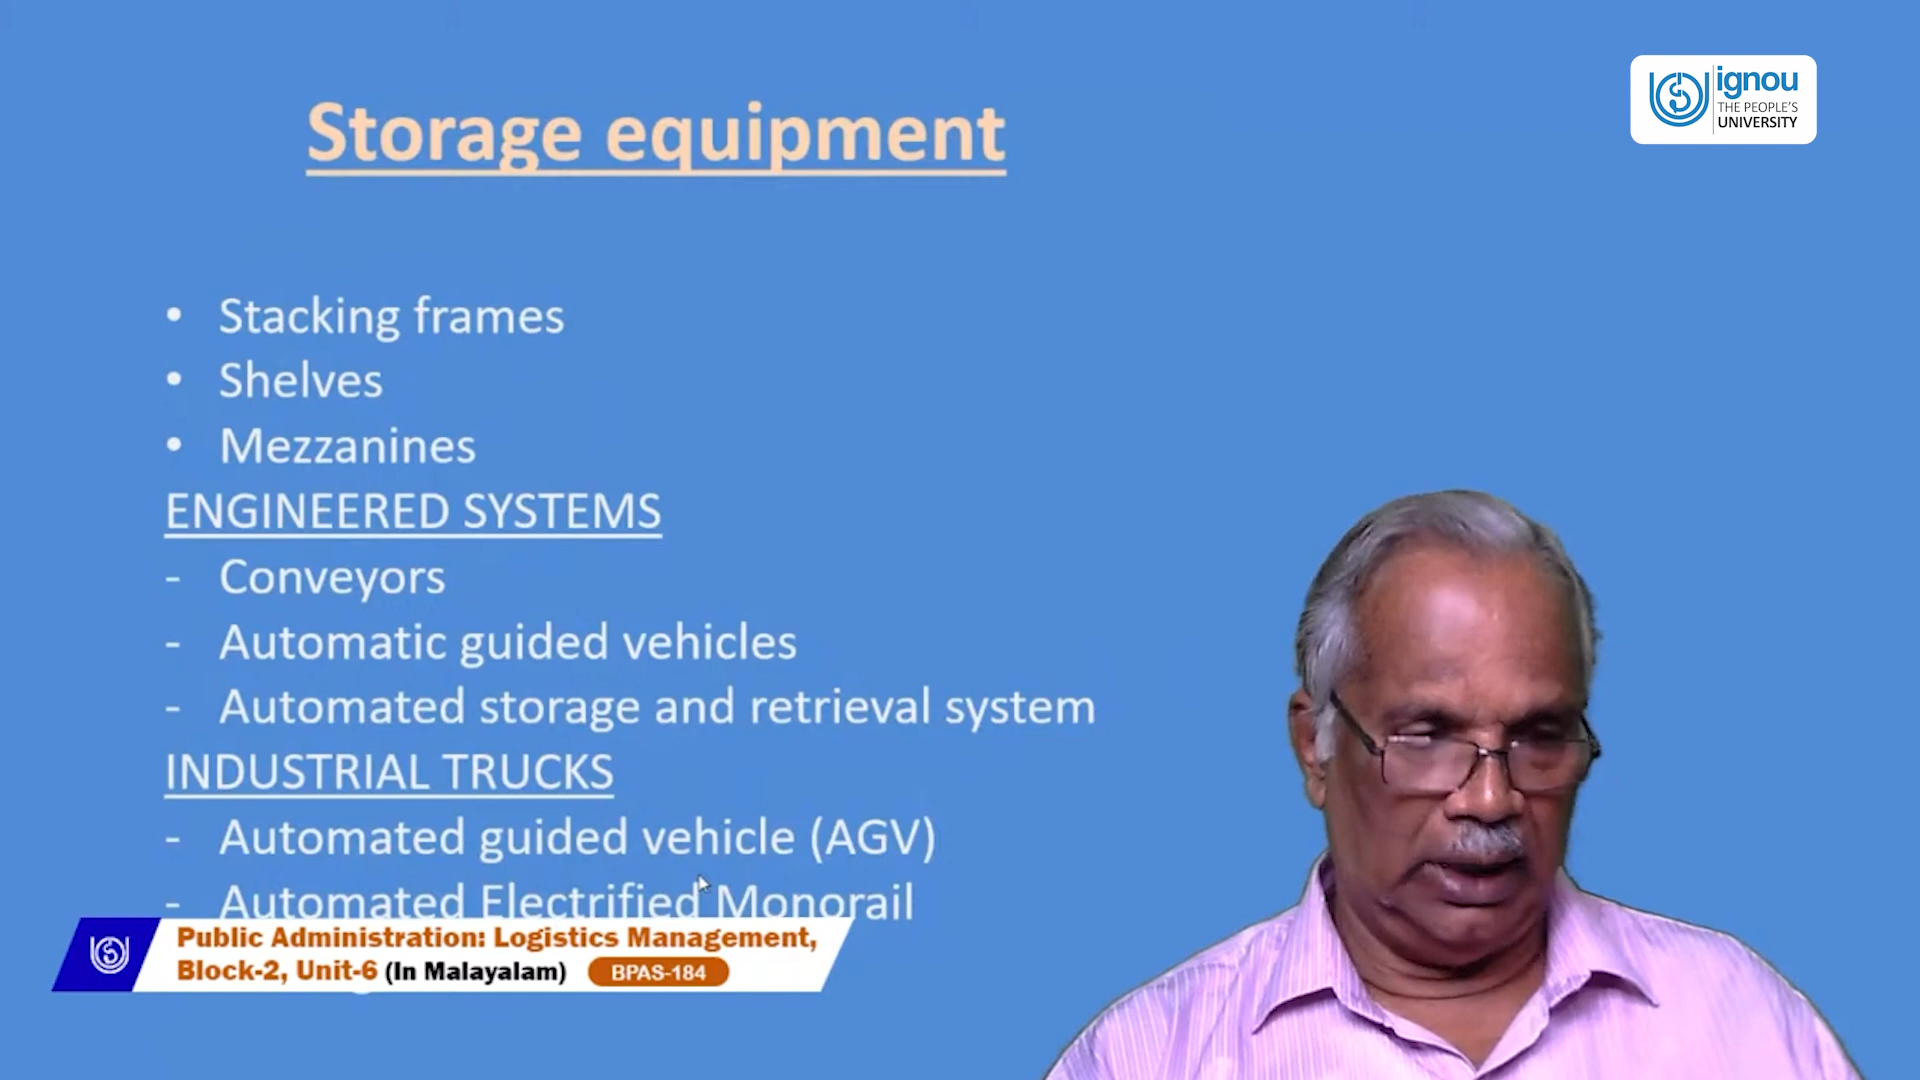 Storage equipment
ignou
THE PEOPLE'S
UNIVERSITY
• Stacking frames
• Shelves
• Mezzanines
ENGINEERED SYSTEMS
- Conveyors
- Automatic guided vehicles
- Automated storage and retrieval system
INDUSTRIAL TRUCKS
- Automated guided vehicle (AGV)
- Automated Electrified Monorail
Public Administration: Logistics Management,
Block-2, Unit-6 (In Malayalam) BPAS-184